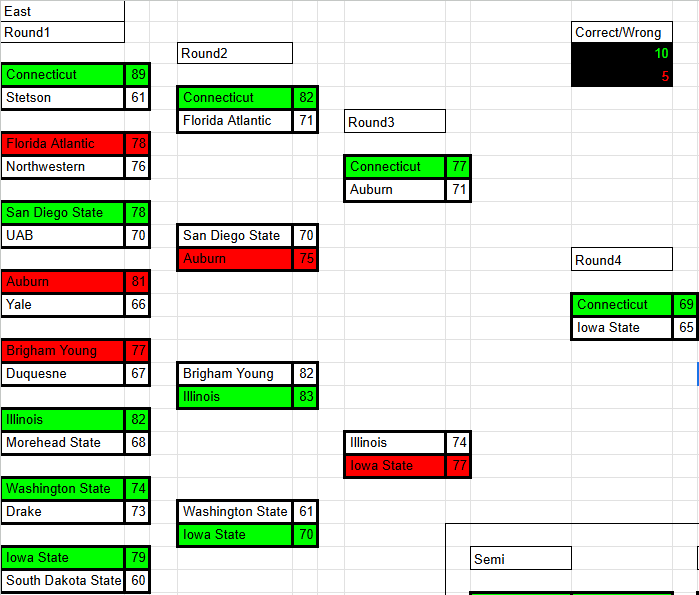 East
Round1
Correct/Wrong
Round2
10
Connecticut 89
5
Stetson 61
Connecticut 82
Florida Atlantic 71
Round3
Florida Atlantic 78
Northwestern 76
Connecticut 77
Auburn 71
San Diego State 78
UAB 70
San Diego State 70
Auburn 75
Round4
Auburn 81
Yale 66
Connecticut 69
Iowa State 65
Brigham Young 77
Duquesne 67
Brigham Young 82
Illinois 83
Illinois 82
Morehead State 68
Illinois 74
Iowa State 77
Washington State 74
Drake 73
Washington State 61
Iowa State 70
Iowa State 79
Semi
South Dakota State 60